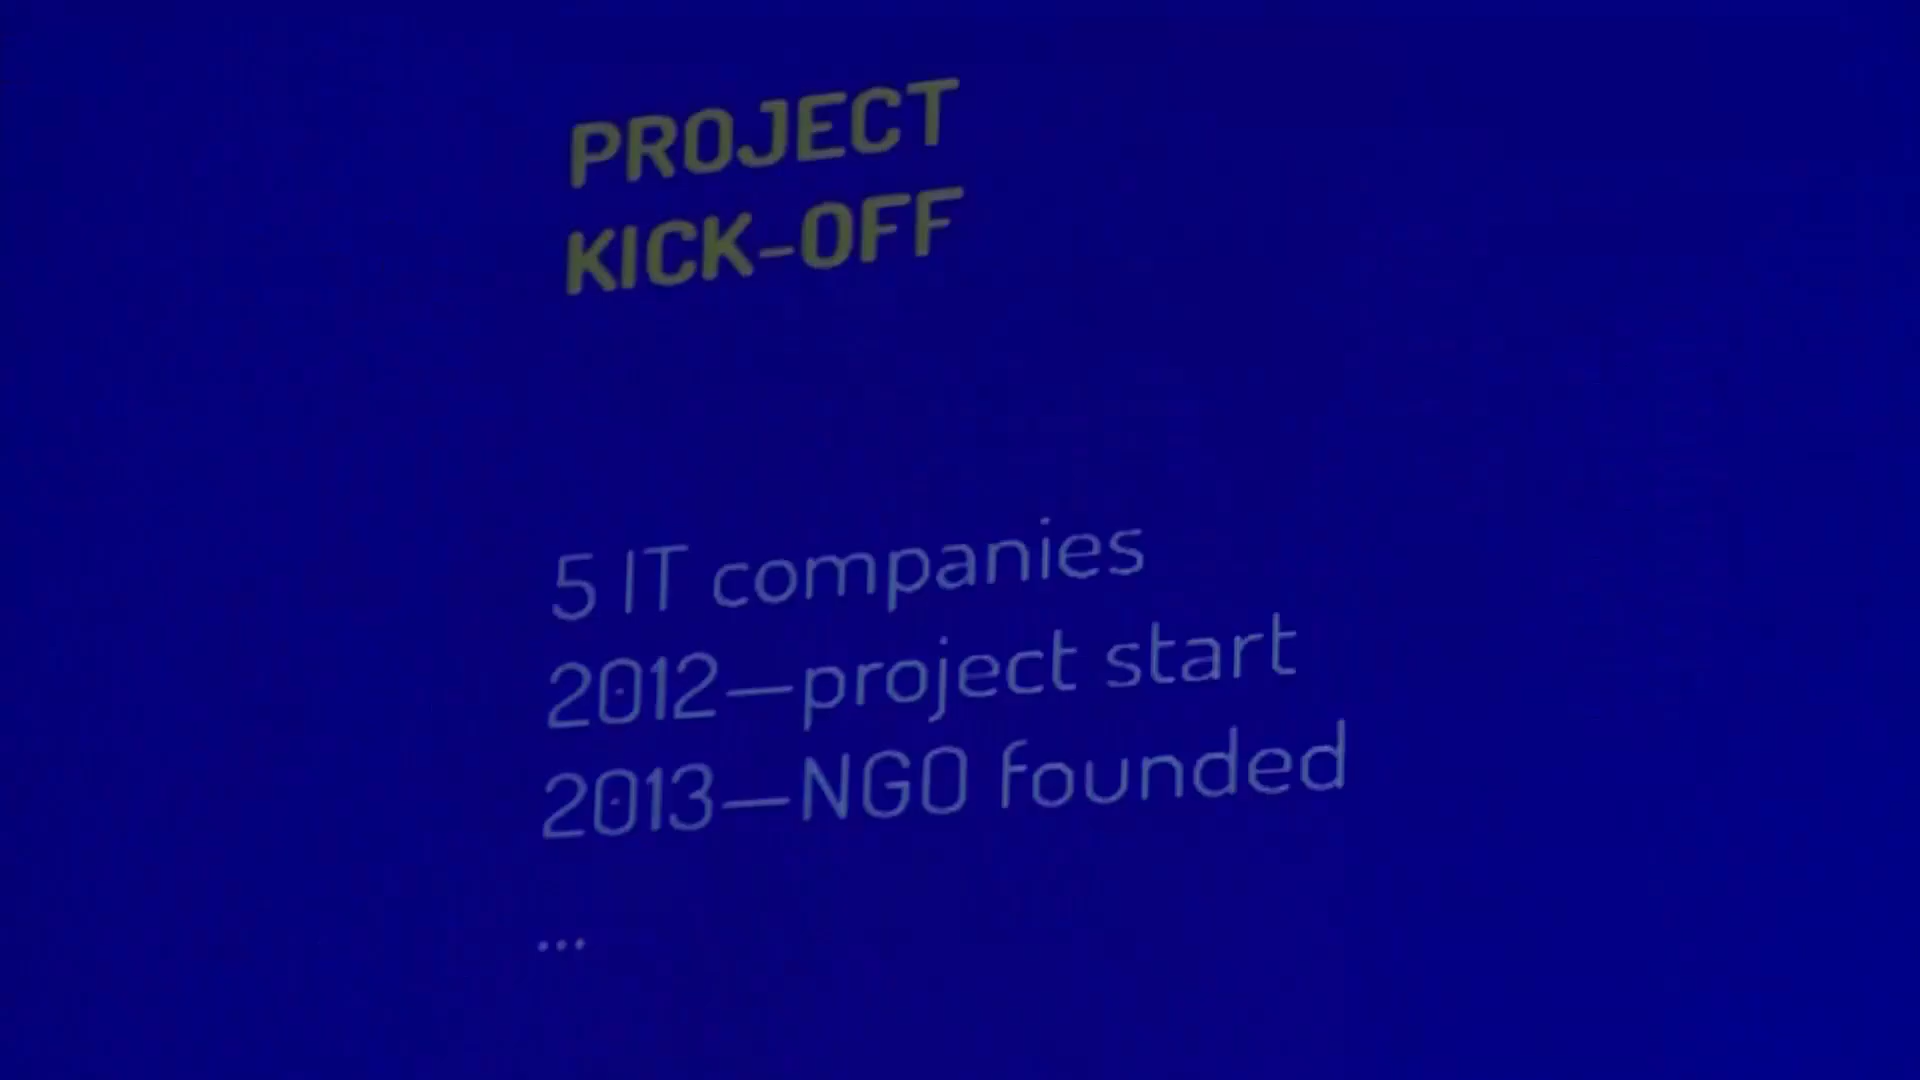 PROJECT
KICK-OFF
5 IT companies
2012—project start
2013—NGO founded
...